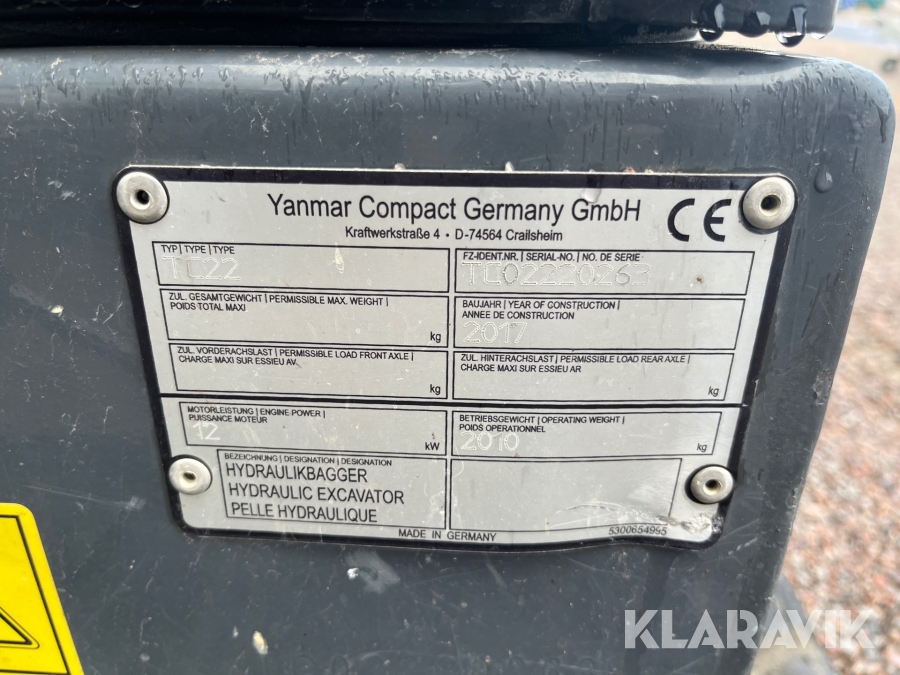 Yanmar Compact Germany GmbH
CE
Kraftwerkstraße 4 • D-74564 Crailsheim
TYP | TYPE | TYPE
TC22
FZ-IDENT.NR. | SERIAL-NO. | NO. DE SERIE
TC02220263
ZUL. GESAMTGEWICHT | PERMISSIBLE MAX. WEIGHT |
POIDS TOTAL MAXI
kg
BAUJAHR | YEAR OF CONSTRUCTION |
ANNEE DE CONSTRUCTION
2017
ZUL. VORDERACHSLAST | PERMISSIBLE LOAD FRONT AXLE |
CHARGE MAXI SUR ESSIEU AV
kg
ZUL. HINTERACHSLAST | PERMISSIBLE LOAD REAR AXLE |
CHARGE MAXI SUR ESSIEU AR
kg
MOTORLEISTUNG | ENGINE POWER |
PUISSANCE MOTEUR
12
kW
BETRIEBSGEWICHT | OPERATING WEIGHT |
POIDS OPERATIONNEL
2010
kg
BEZEICHNUNG | DESIGNATION | DESIGNATION
HYDRAULIKBAGGER
HYDRAULIC EXCAVATOR
PELLE HYDRAULIQUE
MADE IN GERMANY
5300654995
KLARAVIK